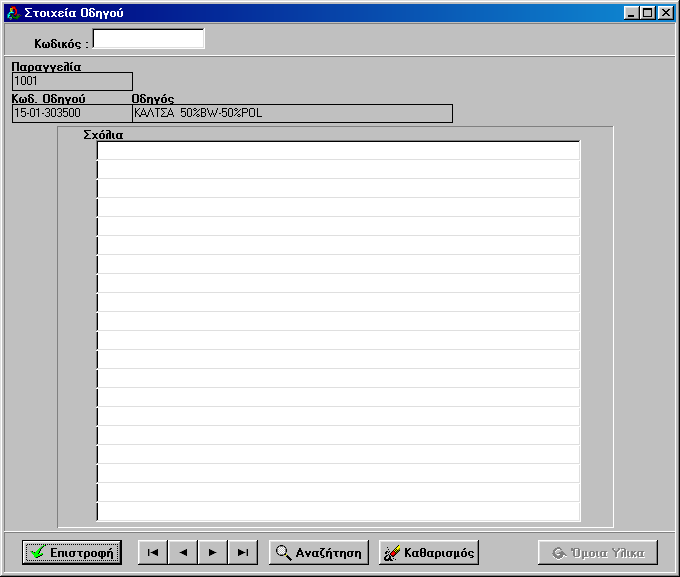 Στοιχεία Οδηγού
Κωδικός :
Παραγγελία
1001
Κωδ. Οδηγού Οδηγός
15-01-303500 ΚΑΛΤΣΑ 50%BW-50%POL
Σχόλια
Επιστροφή Αναζήτηση Καθαρισμός Όμοια Υλικα